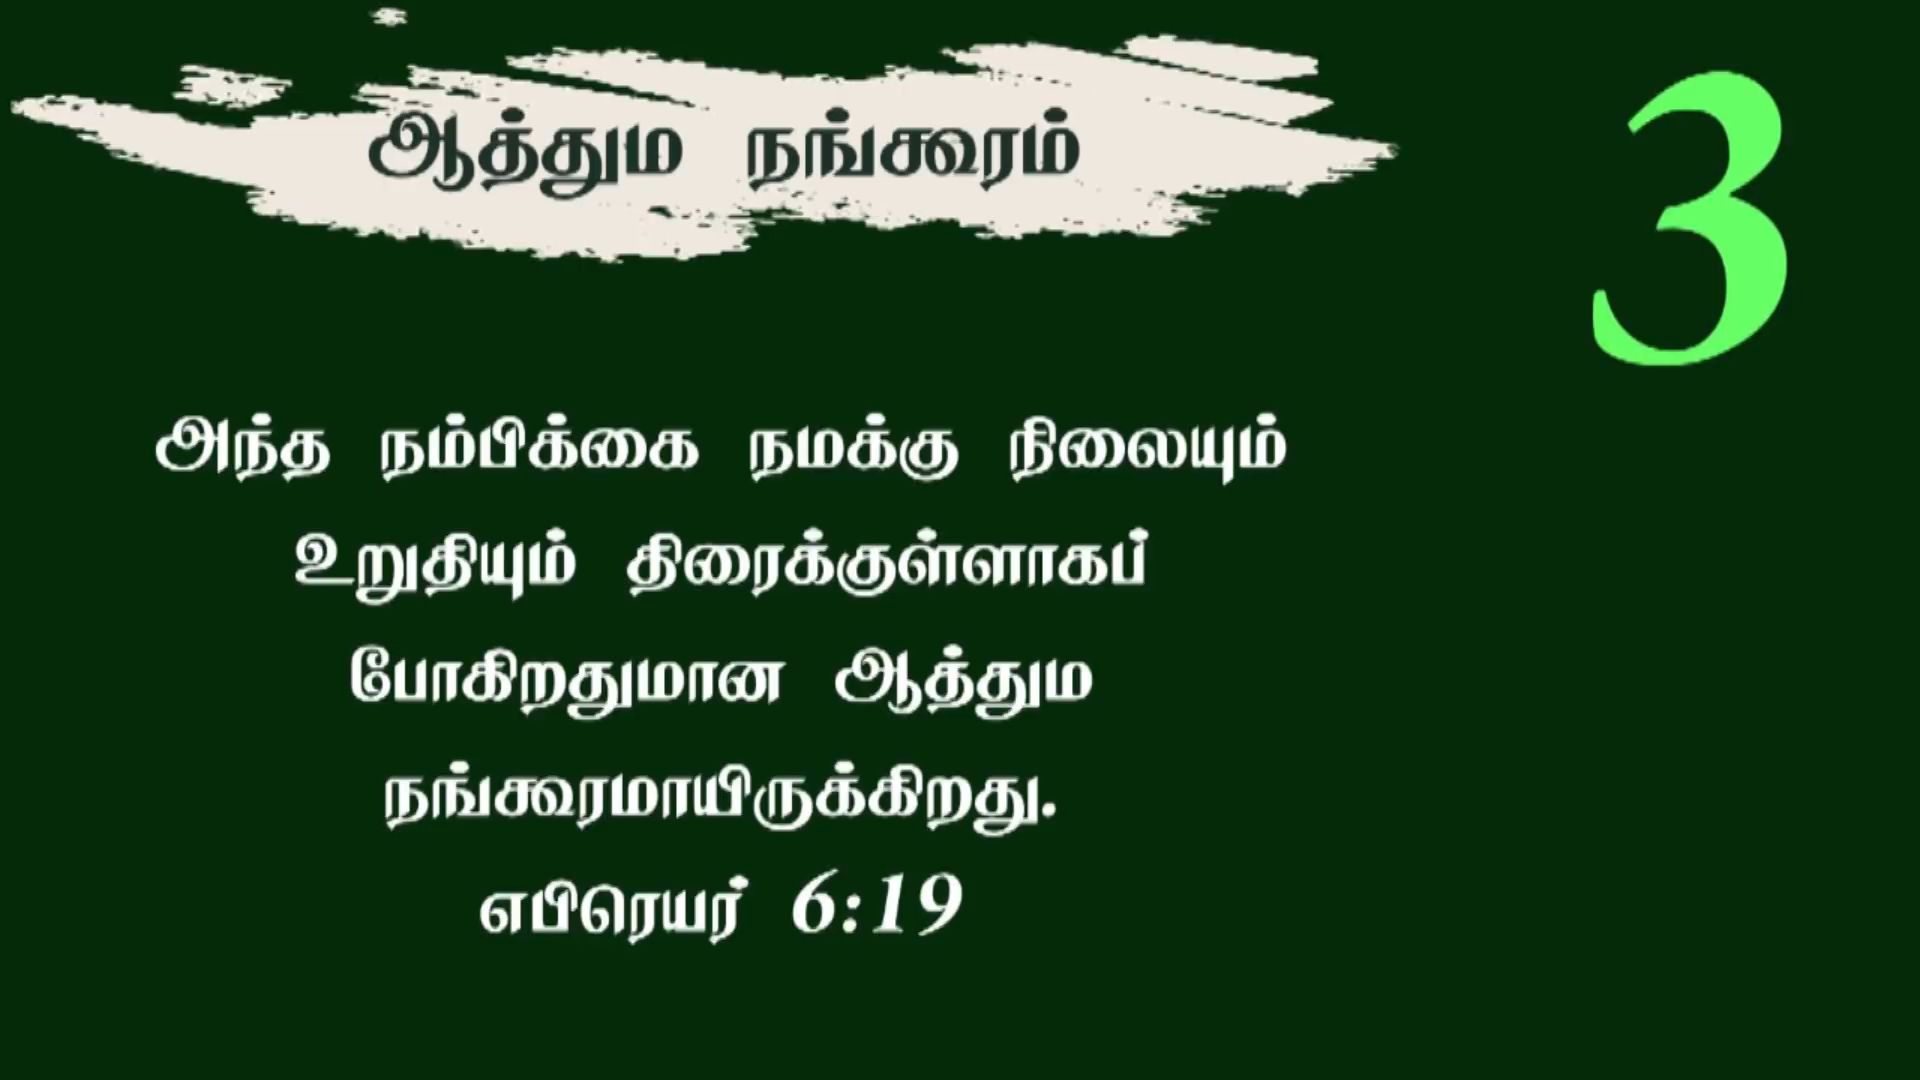 ஆத்தும நங்கூரம்
3
அந்த நம்பிக்கை நமக்கு நிலையும்
உறுதியும் திரைக்குள்ளாகப்
போகிறதுமான ஆத்தும
நங்கூரமாயிருக்கிறது.
எபிரெயர் 6:19